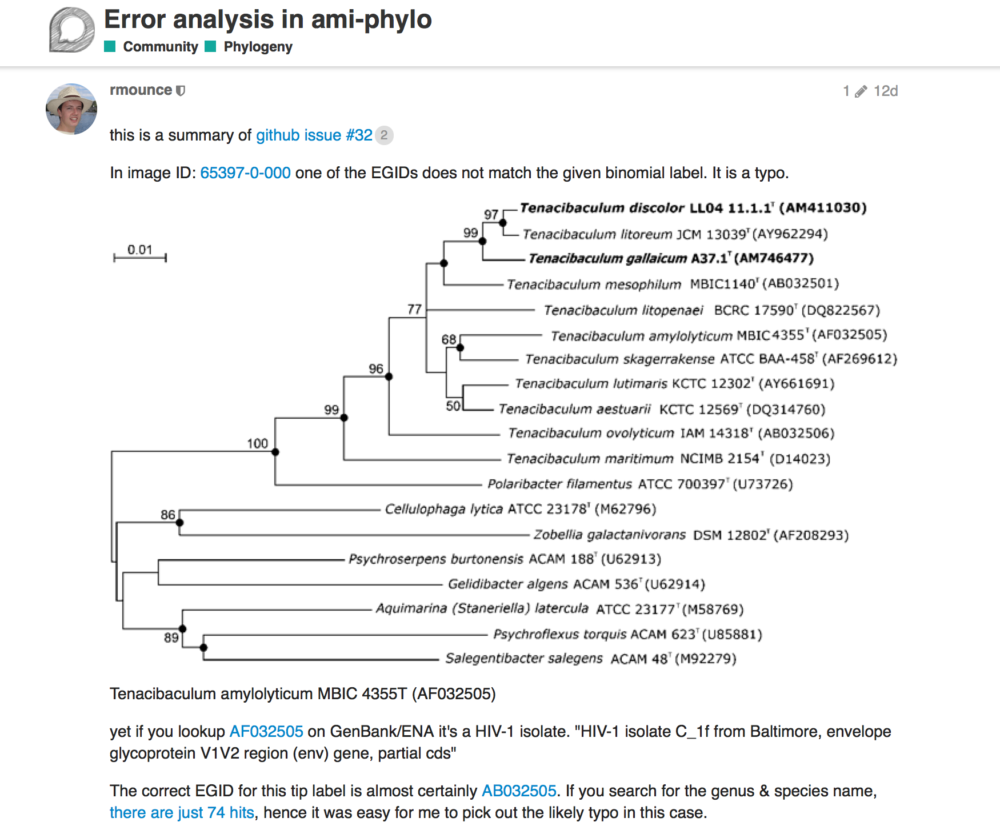 Error analysis in ami-phylo
Community Phylogeny
rmounce
1 12d
this is a summary of github issue #32 2
In image ID: 65397-0-000 one of the EGIDs does not match the given binomial label. It is a typo.
0.01
97
Tenacibaculum discolor LL04 11.1.1T (AM411030)
99
Tenacibaculum litoreum JCM 13039T (AY962294)
Tenacibaculum gallaicum A37.1T (AM746477)
Tenacibaculum mesophilum MBIC1140T (AB032501)
77
Tenacibaculum litopenaei BCRC 17590T (DQ822567)
68
Tenacibaculum amylolyticum MBIC4355T (AF032505)
Tenacibaculum skagerrakense ATCC BAA-458T (AF269612)
96
Tenacibaculum lutimaris KCTC 12302T (AY661691)
50
Tenacibaculum aestuarii KCTC 12569T (DQ314760)
99
Tenacibaculum ovolyticum IAM 14318T (AB032506)
100
Tenacibaculum maritimum NCIMB 2154T (D14023)
Polaribacter filamentus ATCC 700397T (U73726)
86
Cellulophaga lytica ATCC 23178T (M62796)
Zobellia galactanivorans DSM 12802T (AF208293)
Psychroserpens burtonensis ACAM 188T (U62913)
Gelidibacter algens ACAM 536T (U62914)
Aquimarina (Staneriella) latercula ATCC 23177T (M58769)
89
Psychroflexus torquis ACAM 623T (U85881)
Salegentibacter salegens ACAM 48T (M92279)
Tenacibaculum amylolyticum MBIC 4355T (AF032505)
yet if you lookup AF032505 on GenBank/ENA it's a HIV-1 isolate. "HIV-1 isolate C_1f from Baltimore, envelope
glycoprotein V1V2 region (env) gene, partial cds"
The correct EGID for this tip label is almost certainly AB032505. If you search for the genus & species name,
there are just 74 hits, hence it was easy for me to pick out the likely typo in this case.